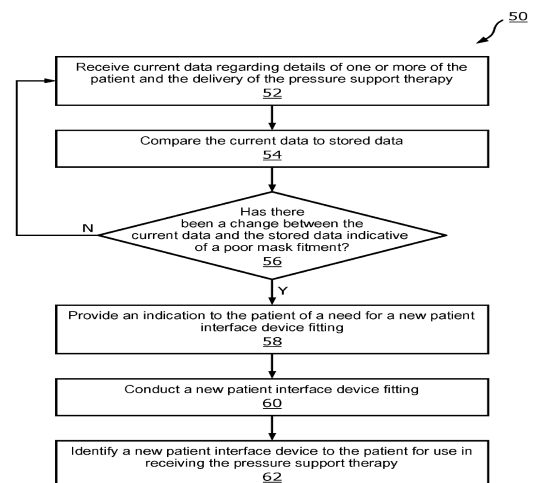 50
Receive current data regarding details of one or more of the
patient and the delivery of the pressure support therapy
52
Compare the current data to stored data
54
Has there
been a change between the
current data and the stored data indicative
of a poor mask fitment?
56
N
Y
Provide an indication to the patient of a need for a new patient
interface device fitting
58
Conduct a new patient interface device fitting
60
Identify a new patient interface device to the patient for use in
receiving the pressure support therapy
62